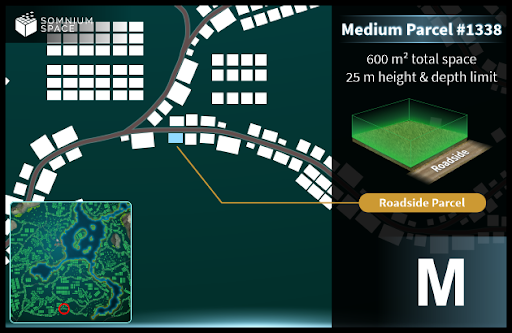 SOMNIUM
SPACE
Medium Parcel #1338
600 m² total space
25 m height & depth limit
Roadside
Roadside Parcel
M